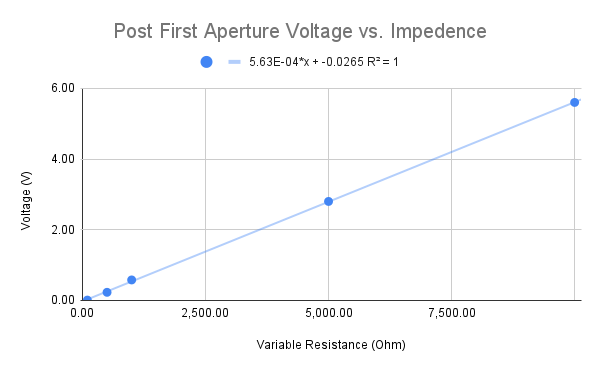 Post First Aperture Voltage vs. Impedence
5.63E-04*x + -0.0265 R² = 1
6.00
4.00
2.00
0.00
Voltage (V)
0.00 2,500.00 5,000.00 7,500.00
Variable Resistance (Ohm)